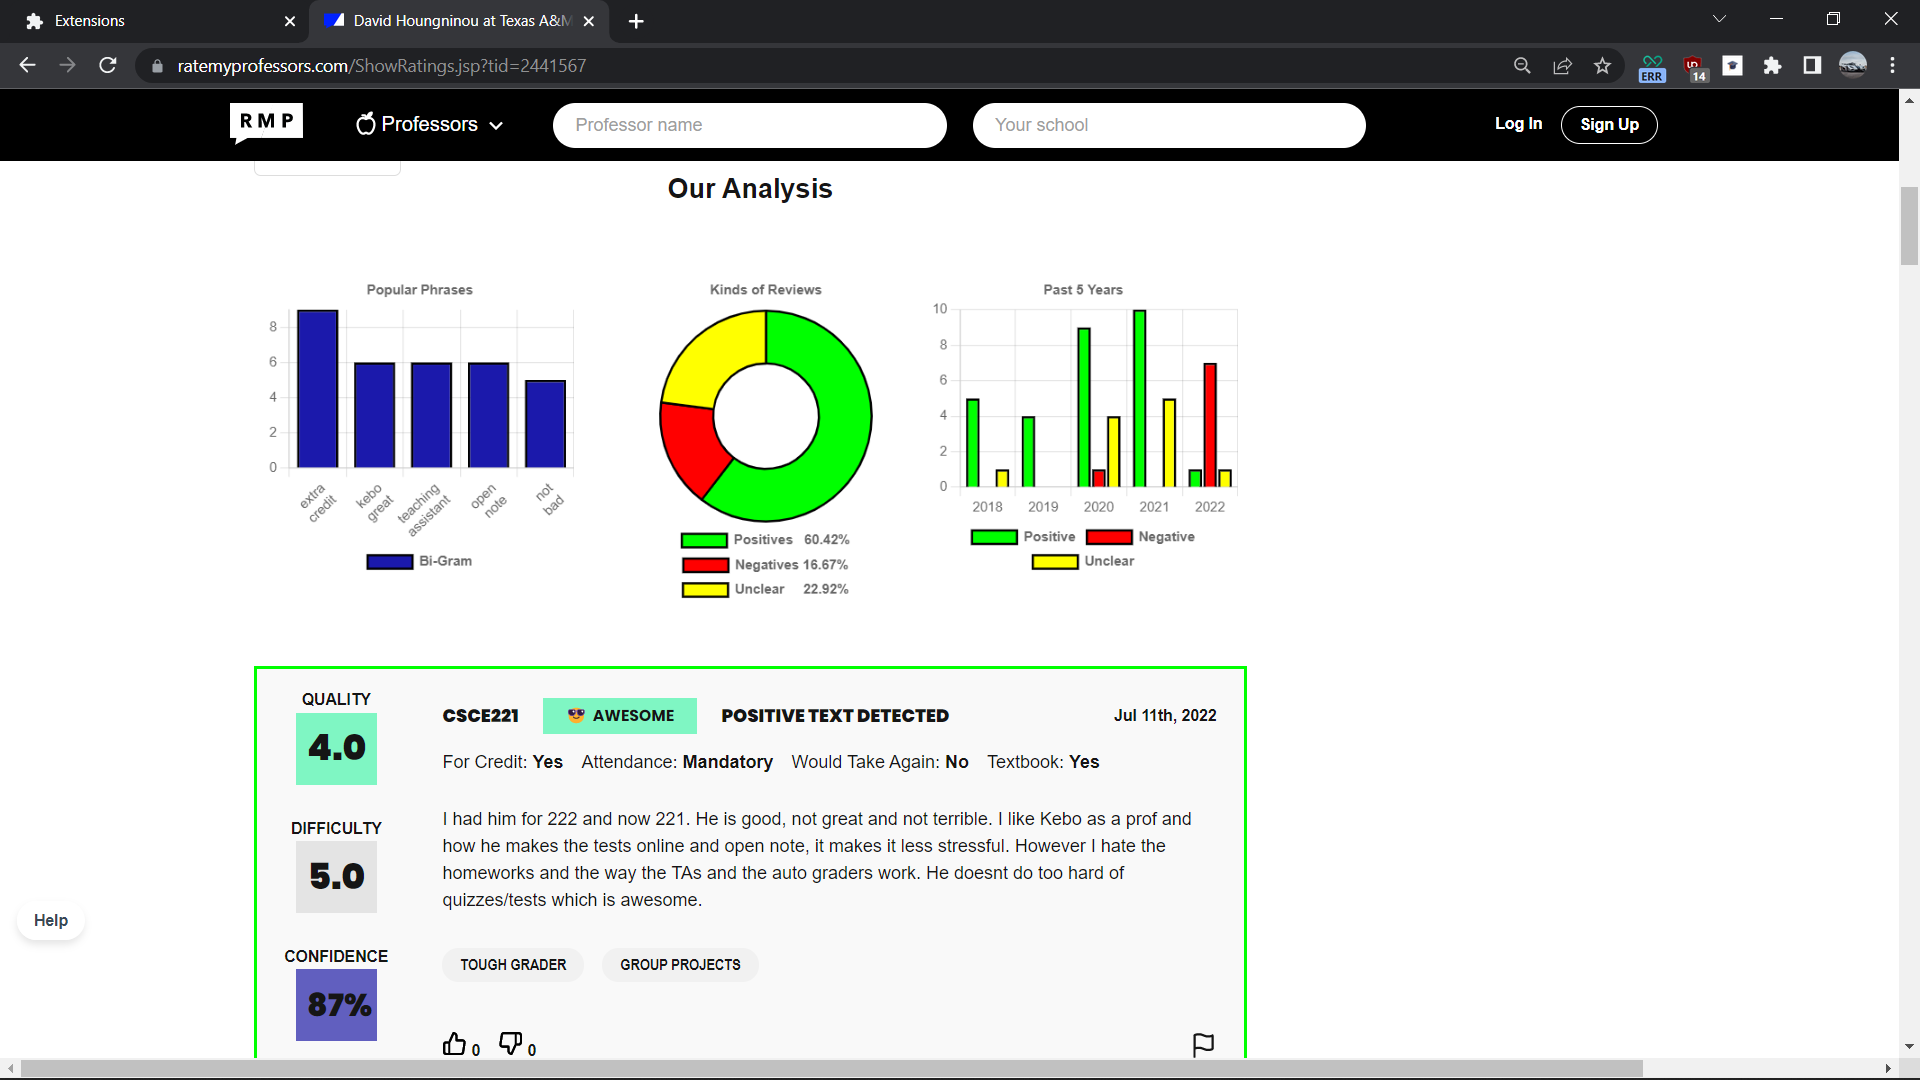 Extensions
David Houngninou at Texas A&M
ratemyprofessors.com/ShowRatings.jsp?tid=2441567
ERR
14
RMP
Professors
Professor name
Your school
Log In
Sign Up
Our Analysis
Popular Phrases
8
6
4
2
0
extra credit
kebo great
teaching assistant
open note
not bad
Bi-Gram
Kinds of Reviews
Positives 60.42%
Negatives 16.67%
Unclear 22.92%
Past 5 Years
10
8
6
4
2
0
2018 2019 2020 2021 2022
Positive Negative
Unclear
QUALITY
4.0
DIFFICULTY
5.0
CONFIDENCE
87%
CSCE221 AWESOME POSITIVE TEXT DETECTED Jul 11th, 2022
For Credit: Yes Attendance: Mandatory Would Take Again: No Textbook: Yes
I had him for 222 and now 221. He is good, not great and not terrible. I like Kebo as a prof and
how he makes the tests online and open note, it makes it less stressful. However I hate the
homeworks and the way the TAs and the auto graders work. He doesnt do too hard of
quizzes/tests which is awesome.
TOUGH GRADER GROUP PROJECTS
0 0
Help